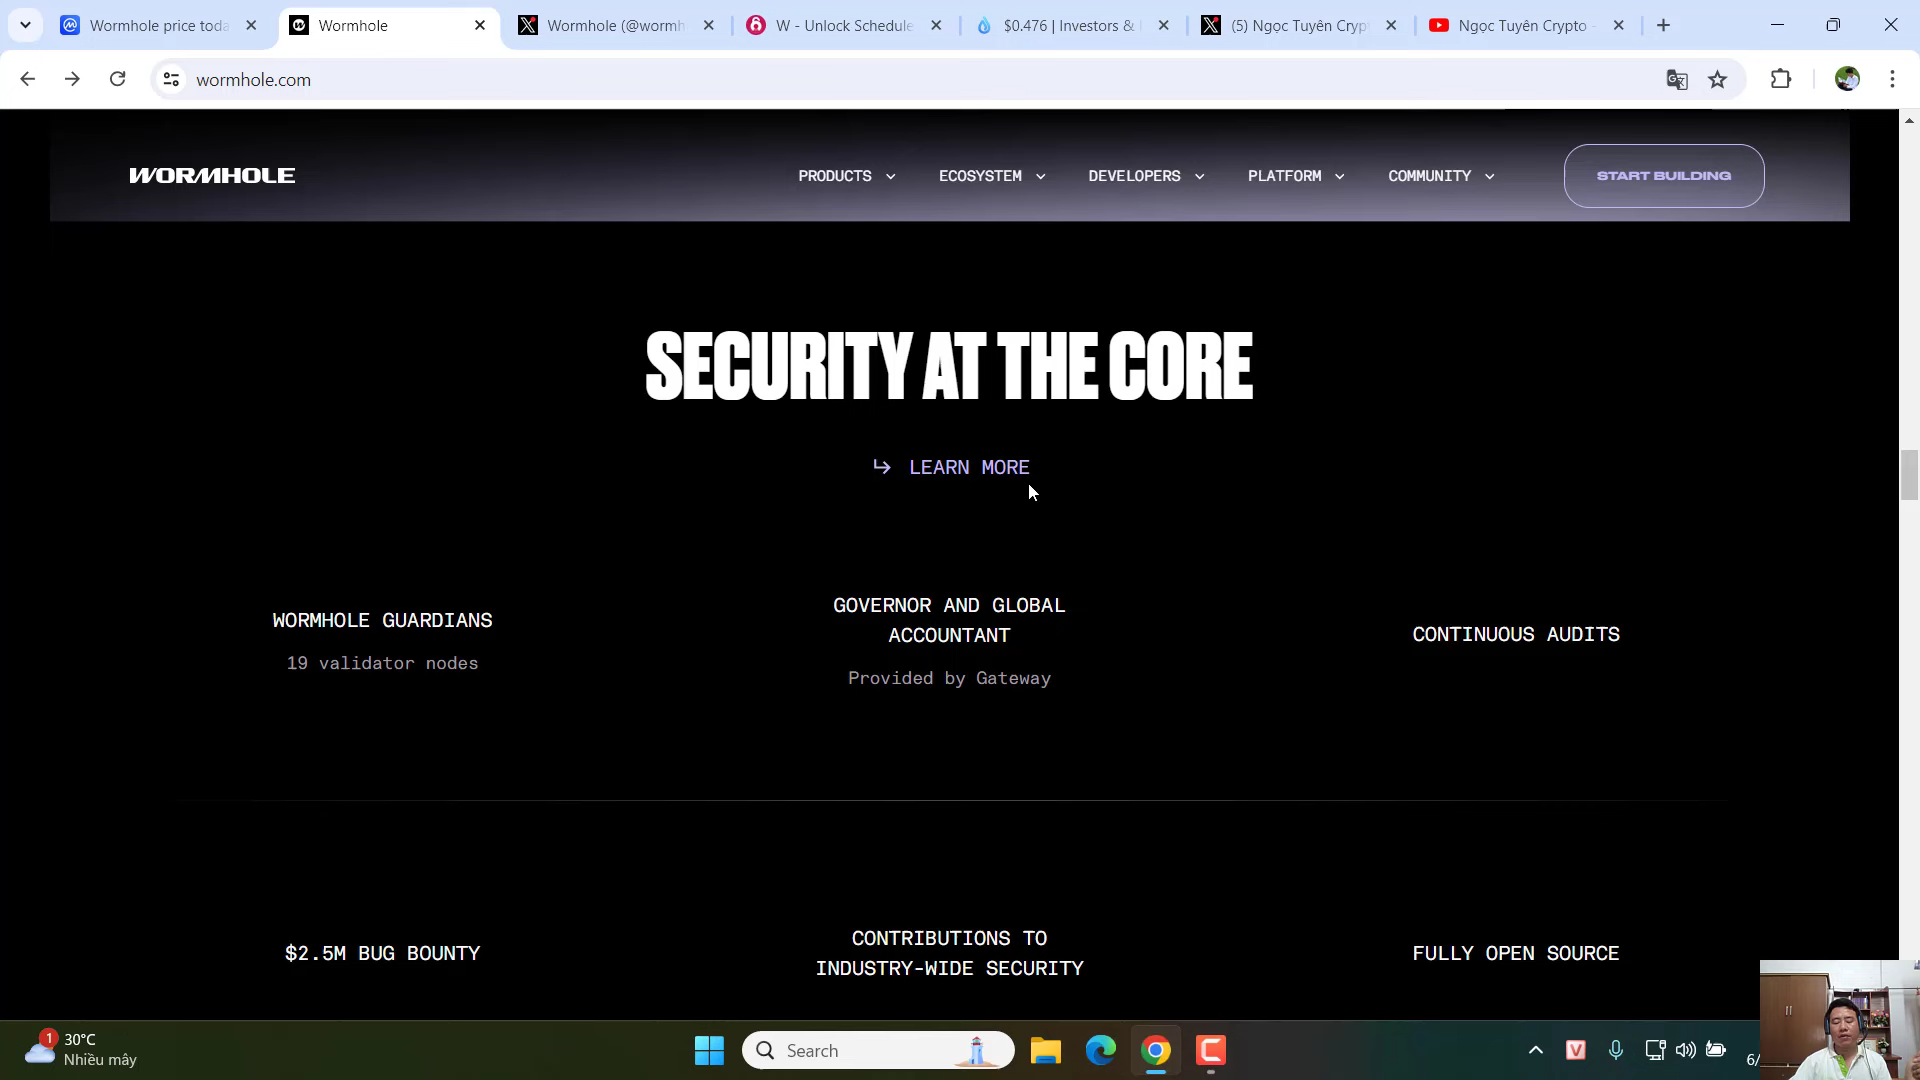 Wormhole price toda
Wormhole
Wormhole (@wormh
W - Unlock Schedule
$0.476 | Investors &
(5) Ngọc Tuyên Cryp
Ngọc Tuyên Crypto -
wormhole.com
WORMHOLE
PRODUCTS
ECOSYSTEM
DEVELOPERS
PLATFORM
COMMUNITY
START BUILDING
SECURITY AT THE CORE
LEARN MORE
WORMHOLE GUARDIANS
19 validator nodes
GOVERNOR AND GLOBAL
ACCOUNTANT
Provided by Gateway
CONTINUOUS AUDITS
$2.5M BUG BOUNTY
CONTRIBUTIONS TO
INDUSTRY-WIDE SECURITY
FULLY OPEN SOURCE
1
30°C
Nhiều mây
Search
V
6/